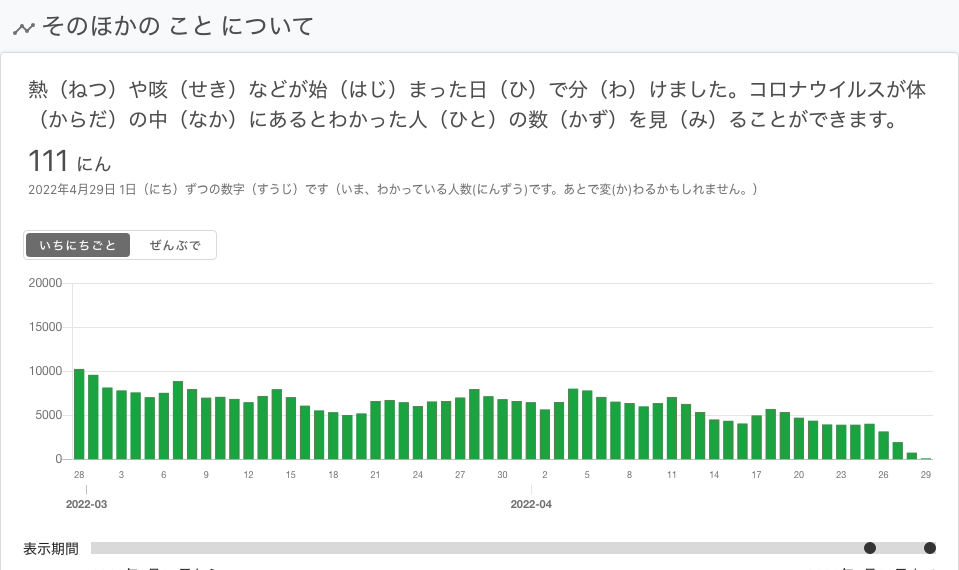 そのほかの こと について
熱（ねつ）や咳（せき）などが始（はじ）まった日（ひ）で分（わ）けました。コロナウイルスが体
（からだ）の中（なか）にあるとわかった人（ひと）の数（かず）を見（み）ることができます。
111 にん
2022年4月29日 1日（にち）ずつの数字（すうじ）です（いま、わかっている人数(にんずう)です。あとで変(か)わるかもしれません。）
いちにちごと ぜんぶで
20000
15000
10000
5000
0
28 3 6 9 12 15 18 21 24 27 30 2 5 8 11 14 17 20 23 26 29
2022-03 2022-04
表示期間